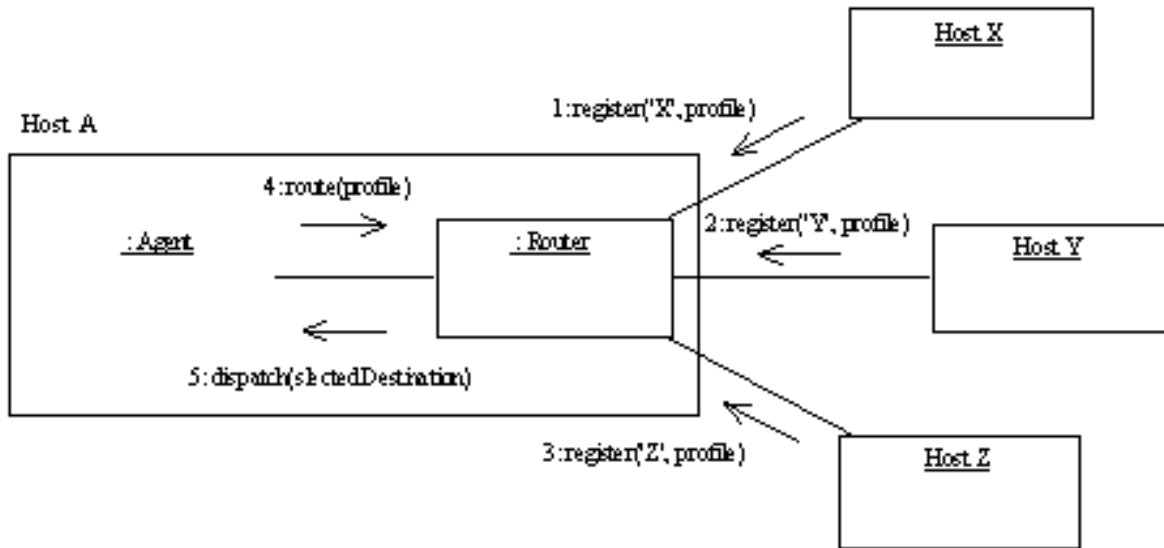 Host X
1:register("X", profile)
Host A
4:route(profile)
: Agent
: Router
2:register("Y", profile)
Host Y
5:dispatch(slectedDestination)
3:register("Z", profile)
Host Z